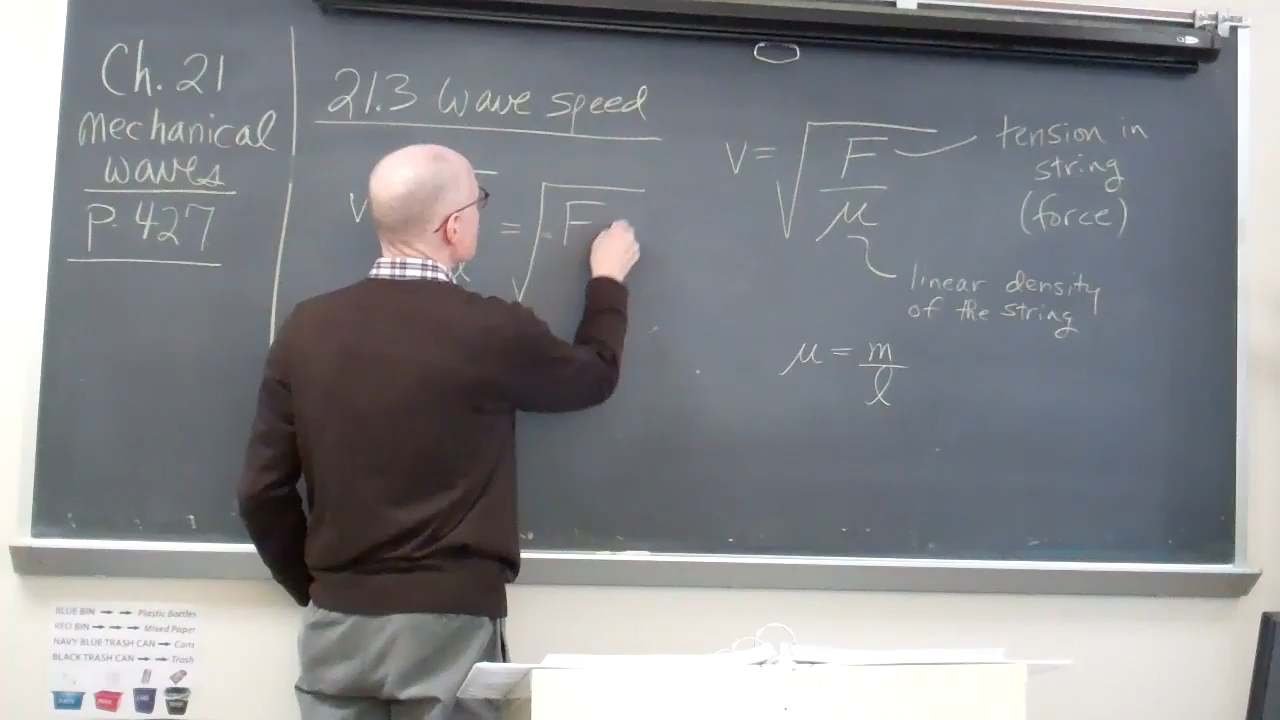 Ch. 21
mechanical
waves
P. 427
21.3 wave speed
V
= √F
V = √F/μ
tension in
string
(force)
linear density
of the string
μ = m/l
BLUE BIN → → Plastic Bottles
RED BIN → → → Mixed Paper
NAVY BLUE TRASH CAN → Cans
BLACK TRASH CAN → → Trash